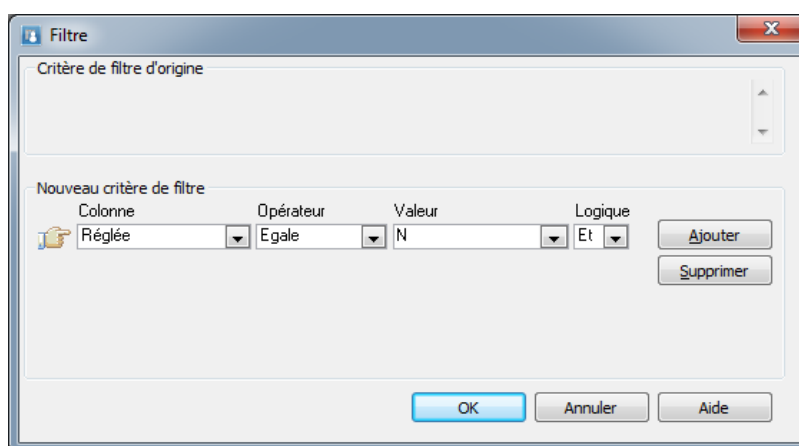 Filtre
Critère de filtre d'origine
Nouveau critère de filtre
Colonne Opérateur Valeur Logique
Réglée Egale N Et Ajouter
Supprimer
OK Annuler Aide